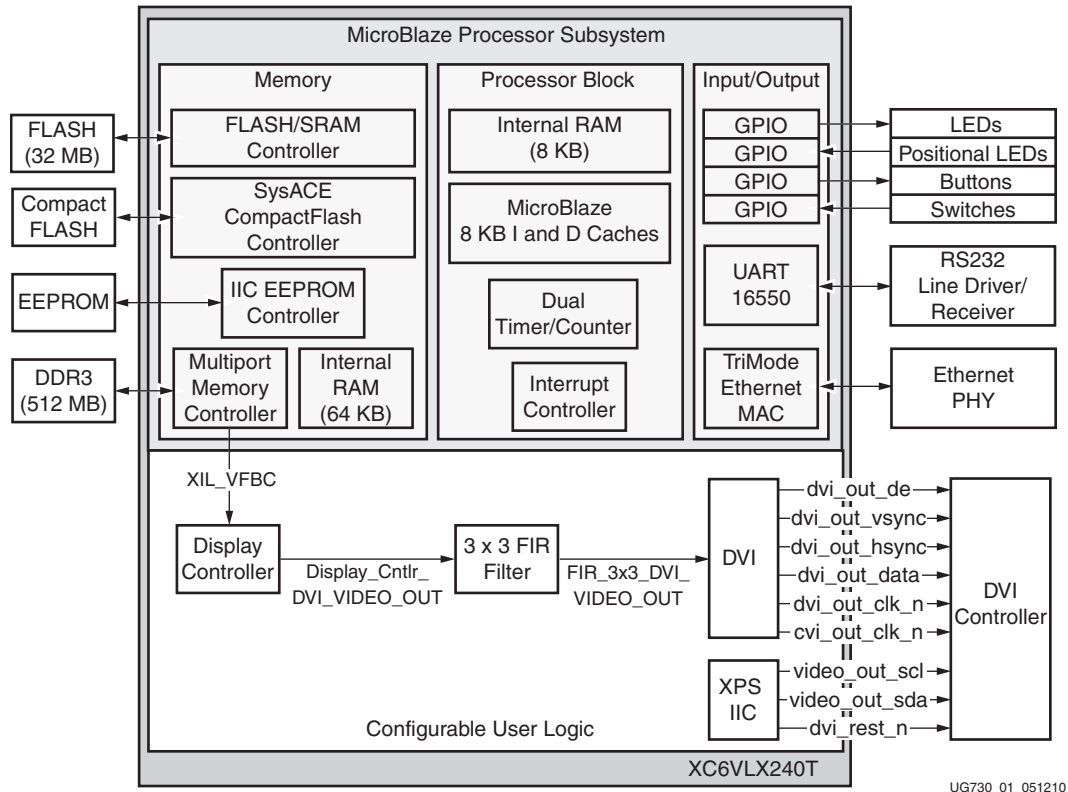 MicroBlaze Processor Subsystem
Memory
Processor Block
Input/Output
FLASH
(32 MB)
FLASH/SRAM
Controller
Compact
FLASH
SysACE
CompactFlash
Controller
EEPROM
IIC EEPROM
Controller
DDR3
(512 MB)
Multiport
Memory
Controller
Internal
RAM
(64 KB)
Internal RAM
(8 KB)
MicroBlaze
8 KB I and D Caches
Dual
Timer/Counter
Interrupt
Controller
GPIO
GPIO
GPIO
GPIO
UART
16550
TriMode
Ethernet
MAC
LEDs
Positional LEDs
Buttons
Switches
RS232
Line Driver/
Receiver
Ethernet
PHY
XIL_VFBC
Display
Controller
Display_Cntlr_
DVI_VIDEO_OUT
3 x 3 FIR
Filter
FIR_3x3_DVI_
VIDEO_OUT
DVI
dvi_out_de
dvi_out_vsync
dvi_out_hsync
dvi_out_data
dvi_out_clk_n
cvi_out_clk_n
XPS
IIC
video_out_scl
video_out_sda
dvi_rest_n
DVI
Controller
Configurable User Logic
XC6VLX240T
UG730_01_051210